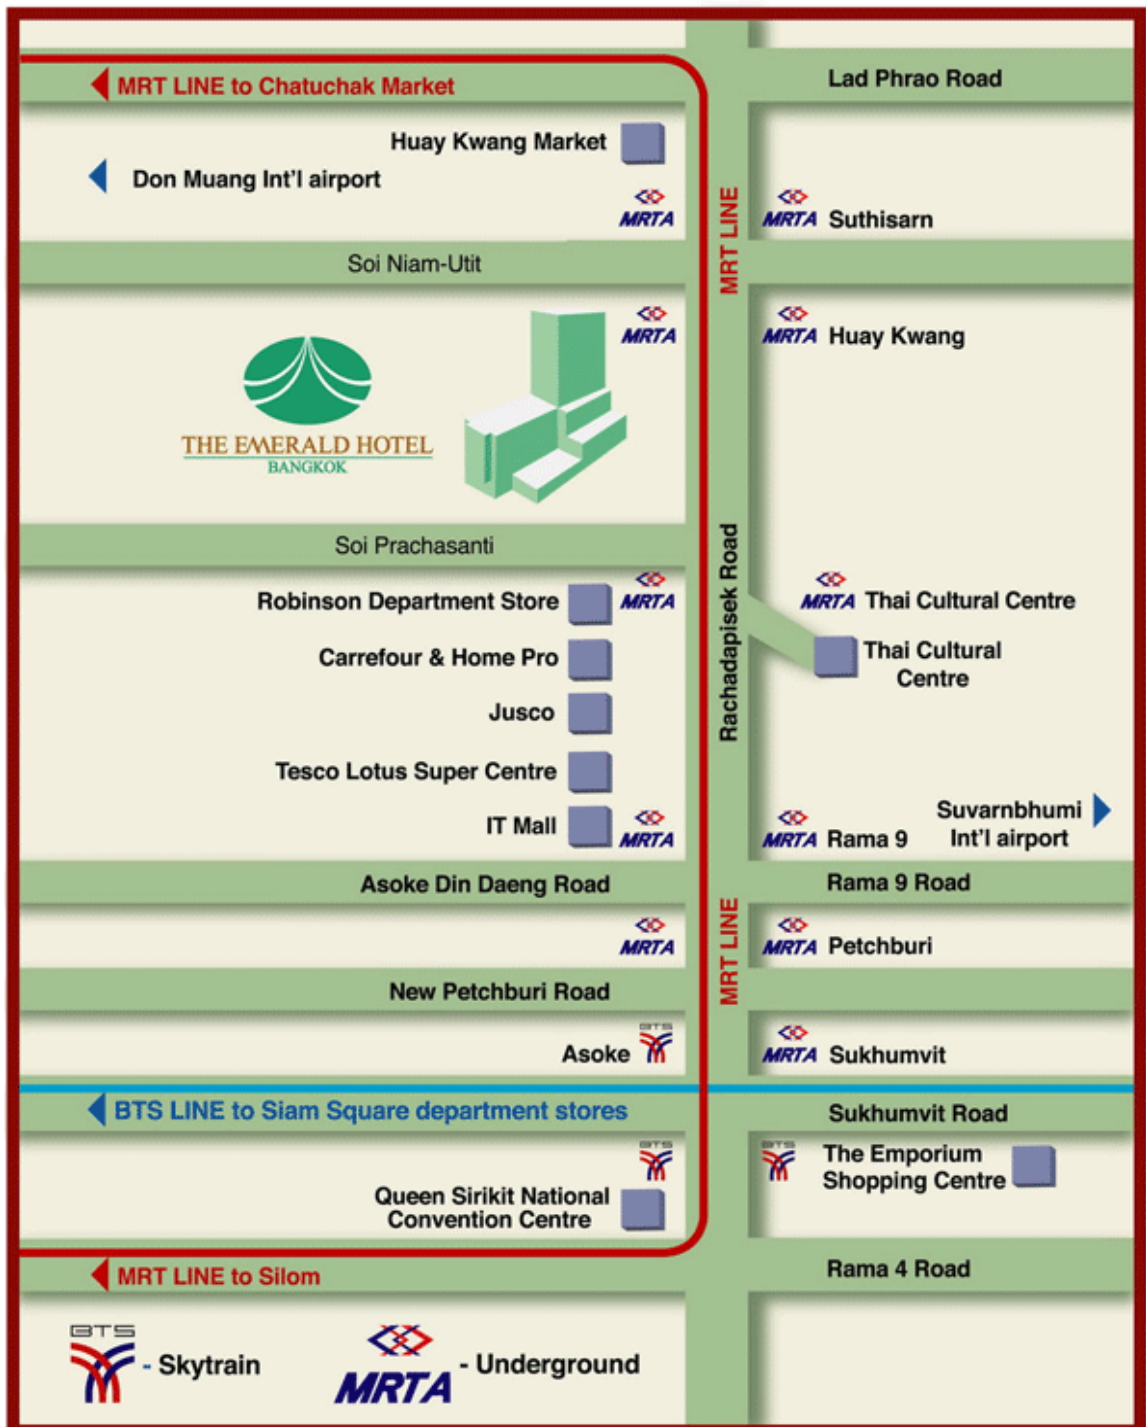 MRT LINE to Chatuchak Market
Lad Phrao Road
Huay Kwang Market
Don Muang Int'l airport
MRTA
MRTA Suthisarn
MRT LINE
Soi Niam-Utit
MRTA
MRTA Huay Kwang
THE EMERALD HOTEL
BANGKOK
Soi Prachasanti
Rachadapisek Road
Robinson Department Store
MRTA
MRTA Thai Cultural Centre
Carrefour & Home Pro
Thai Cultural
Centre
Jusco
Tesco Lotus Super Centre
IT Mall
MRTA
MRTA Rama 9
Suvarnbhumi
Int'l airport
Asoke Din Daeng Road
Rama 9 Road
MRTA
MRT LINE
MRTA Petchburi
New Petchburi Road
Asoke
BTS
MRTA Sukhumvit
BTS LINE to Siam Square department stores
Sukhumvit Road
BTS
BTS
The Emporium
Shopping Centre
Queen Sirikit National
Convention Centre
MRT LINE to Silom
Rama 4 Road
BTS
- Skytrain
MRTA
- Underground